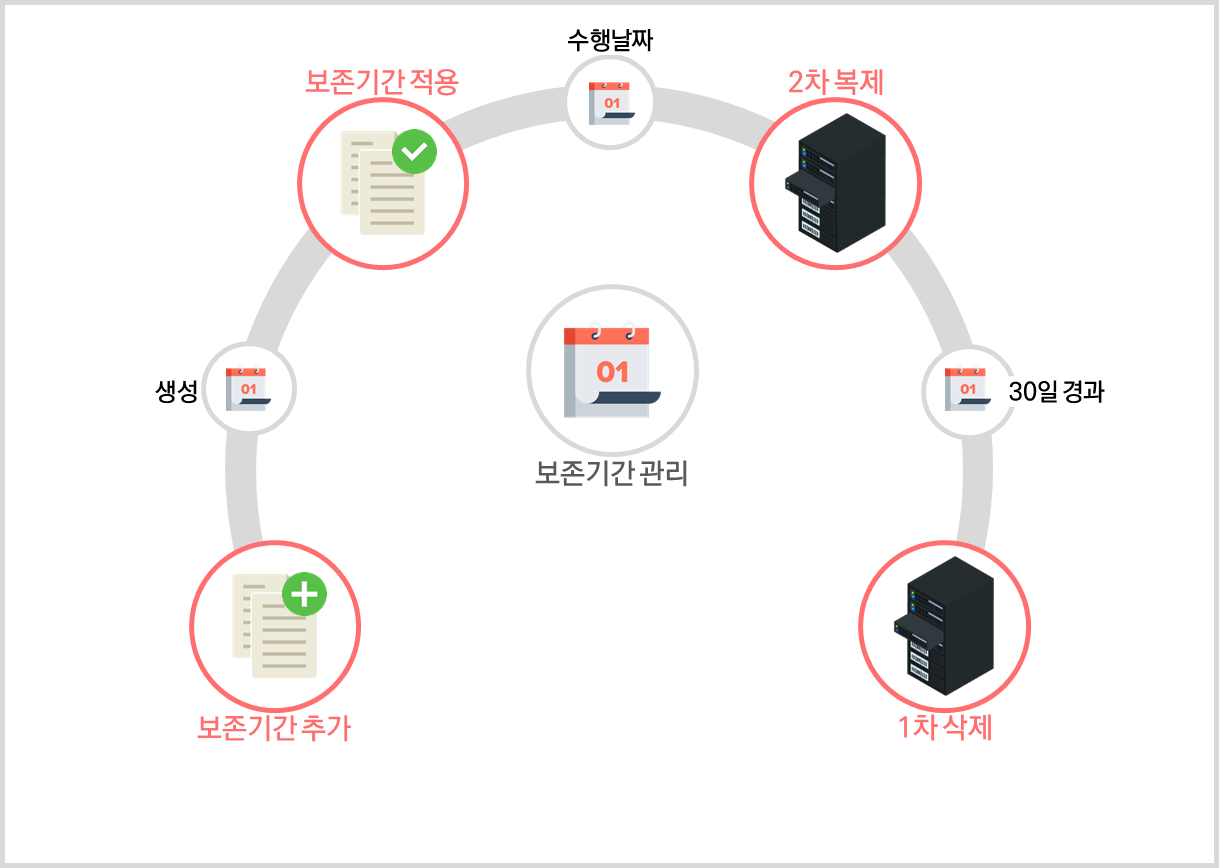 수행날짜
보존기간 적용
2차 복제
01
01
생성
01
01
30일 경과
보존기간 관리
보존기간 추가
1차 삭제